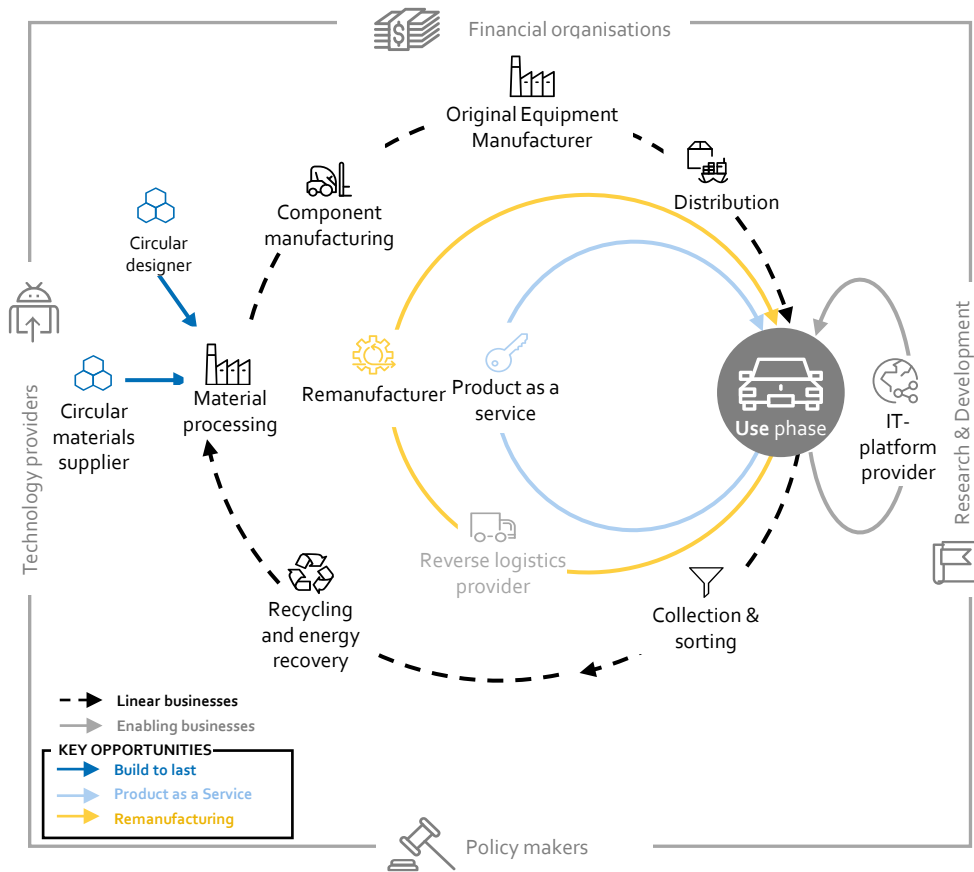 Financial organisations
Original Equipment
Manufacturer
Distribution
Component
manufacturing
Circular
designer
Circular
materials
supplier
Material
processing
Remanufacturer
Product as a
service
Use phase
IT-
platform
provider
Technology providers
Research & Development
Reverse logistics
provider
Collection &
sorting
Recycling
and energy
recovery
Linear businesses
Enabling businesses
KEY OPPORTUNITIES
Build to last
Product as a Service
Remanufacturing
Policy makers